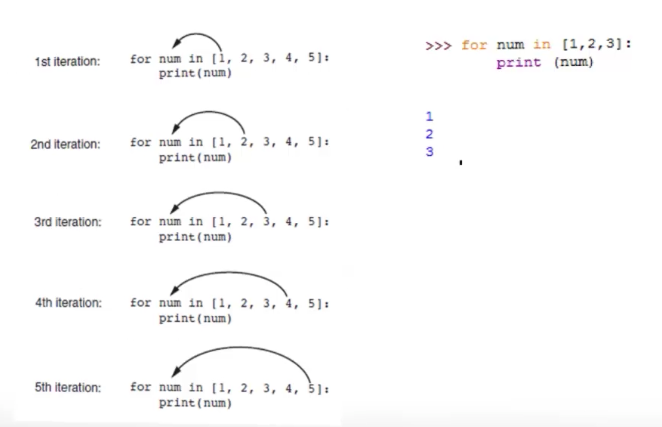 1st iteration: for num in [1, 2, 3, 4, 5]:
print(num)
2nd iteration: for num in [1, 2, 3, 4, 5]:
print(num)
3rd iteration: for num in [1, 2, 3, 4, 5]:
print(num)
4th iteration: for num in [1, 2, 3, 4, 5]:
print(num)
5th iteration: for num in [1, 2, 3, 4, 5]:
print(num)
>>> for num in [1,2,3]:
print (num)
1
2
3